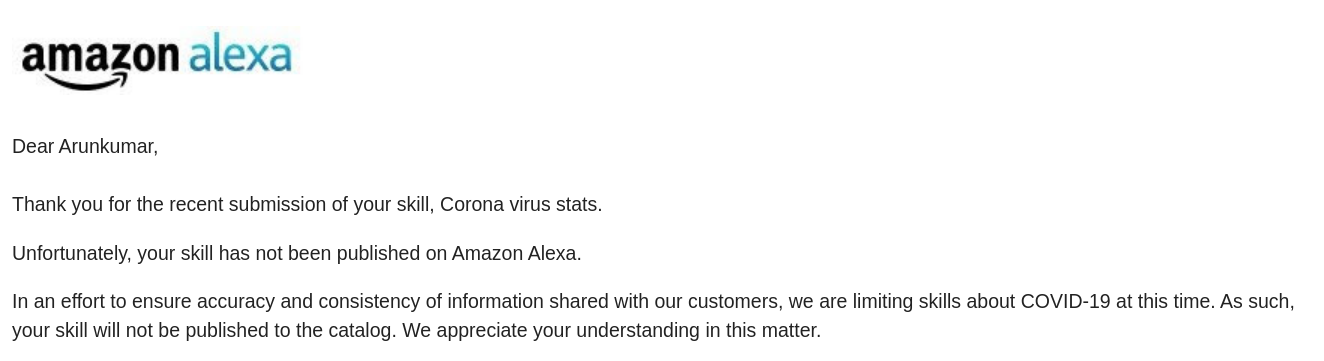 amazon alexa
Dear Arunkumar,
Thank you for the recent submission of your skill, Corona virus stats.
Unfortunately, your skill has not been published on Amazon Alexa.
In an effort to ensure accuracy and consistency of information shared with our customers, we are limiting skills about COVID-19 at this time. As such,
your skill will not be published to the catalog. We appreciate your understanding in this matter.